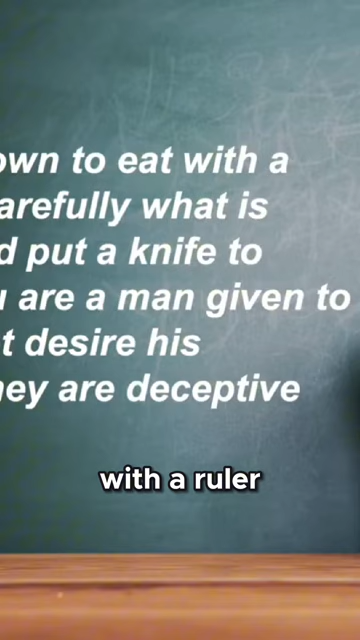 own to eat with a
arefully what is
d put a knife to
u are a man given to
t desire his
hey are deceptive
with a ruler